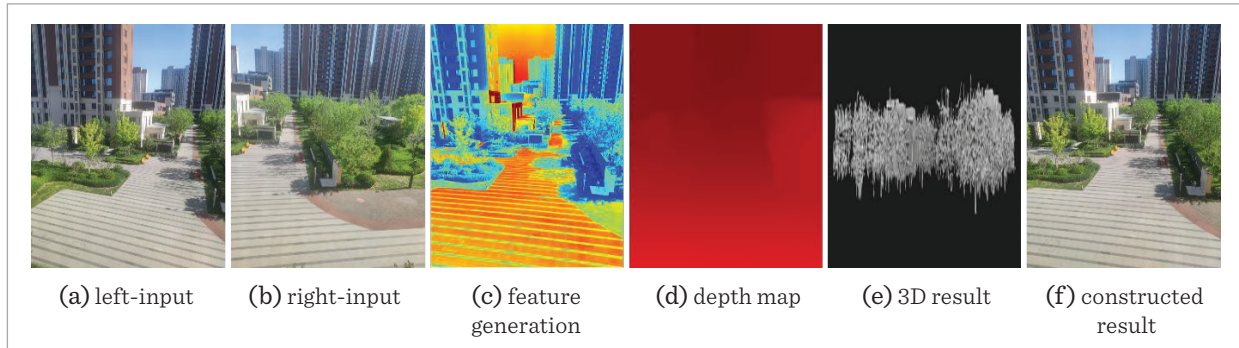 (a) left-input
(b) right-input
(c) feature
generation
(d) depth map
(e) 3D result
(f) constructed
result